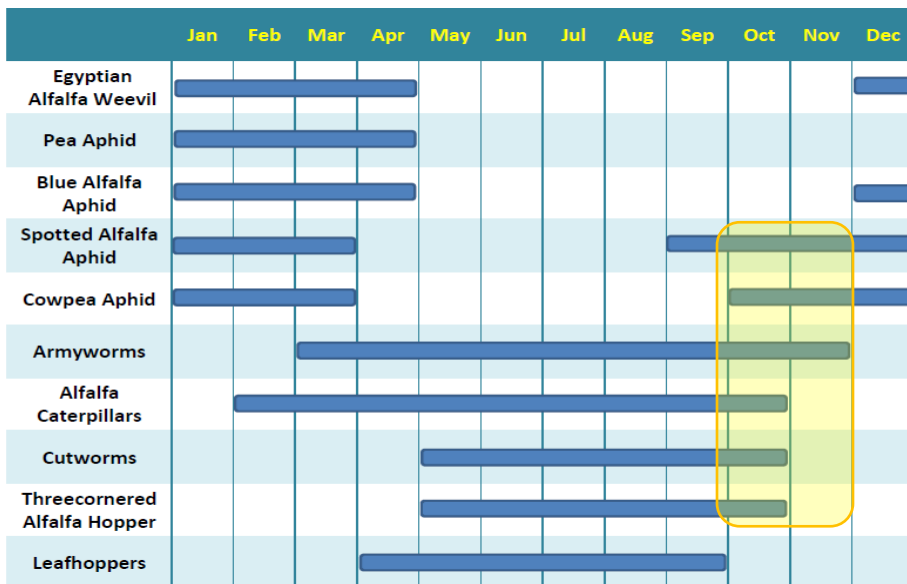 Jan Feb Mar Apr May Jun Jul Aug Sep Oct Nov Dec
Egyptian
Alfalfa Weevil
Pea Aphid
Blue Alfalfa
Aphid
Spotted Alfalfa
Aphid
Cowpea Aphid
Armyworms
Alfalfa
Caterpillars
Cutworms
Threecornered
Alfalfa Hopper
Leafhoppers